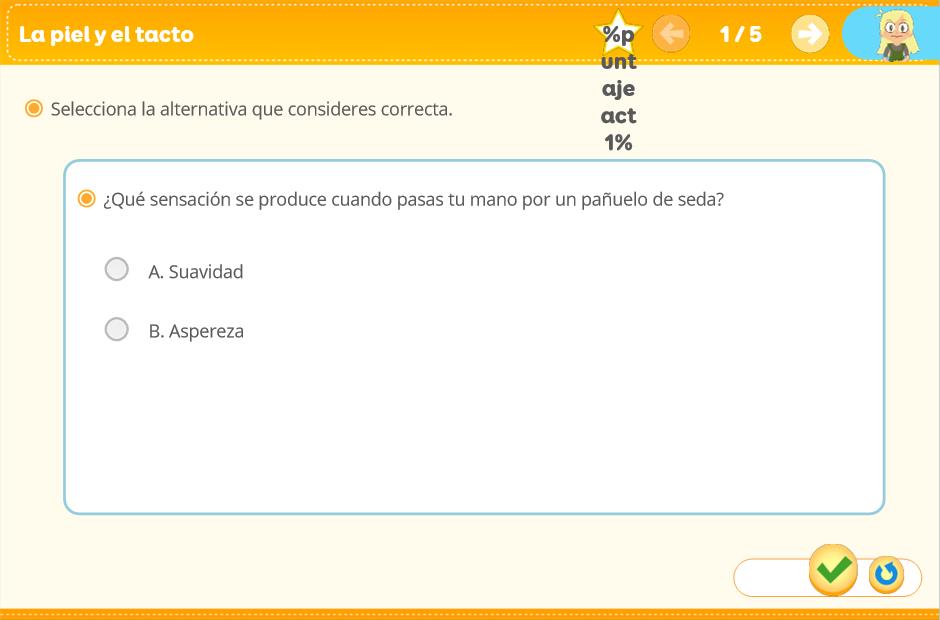 La piel y el tacto
%p
unt
aje
act
1%
1 / 5
Selecciona la alternativa que consideres correcta.
¿Qué sensación se produce cuando pasas tu mano por un pañuelo de seda?
A. Suavidad
B. Aspereza